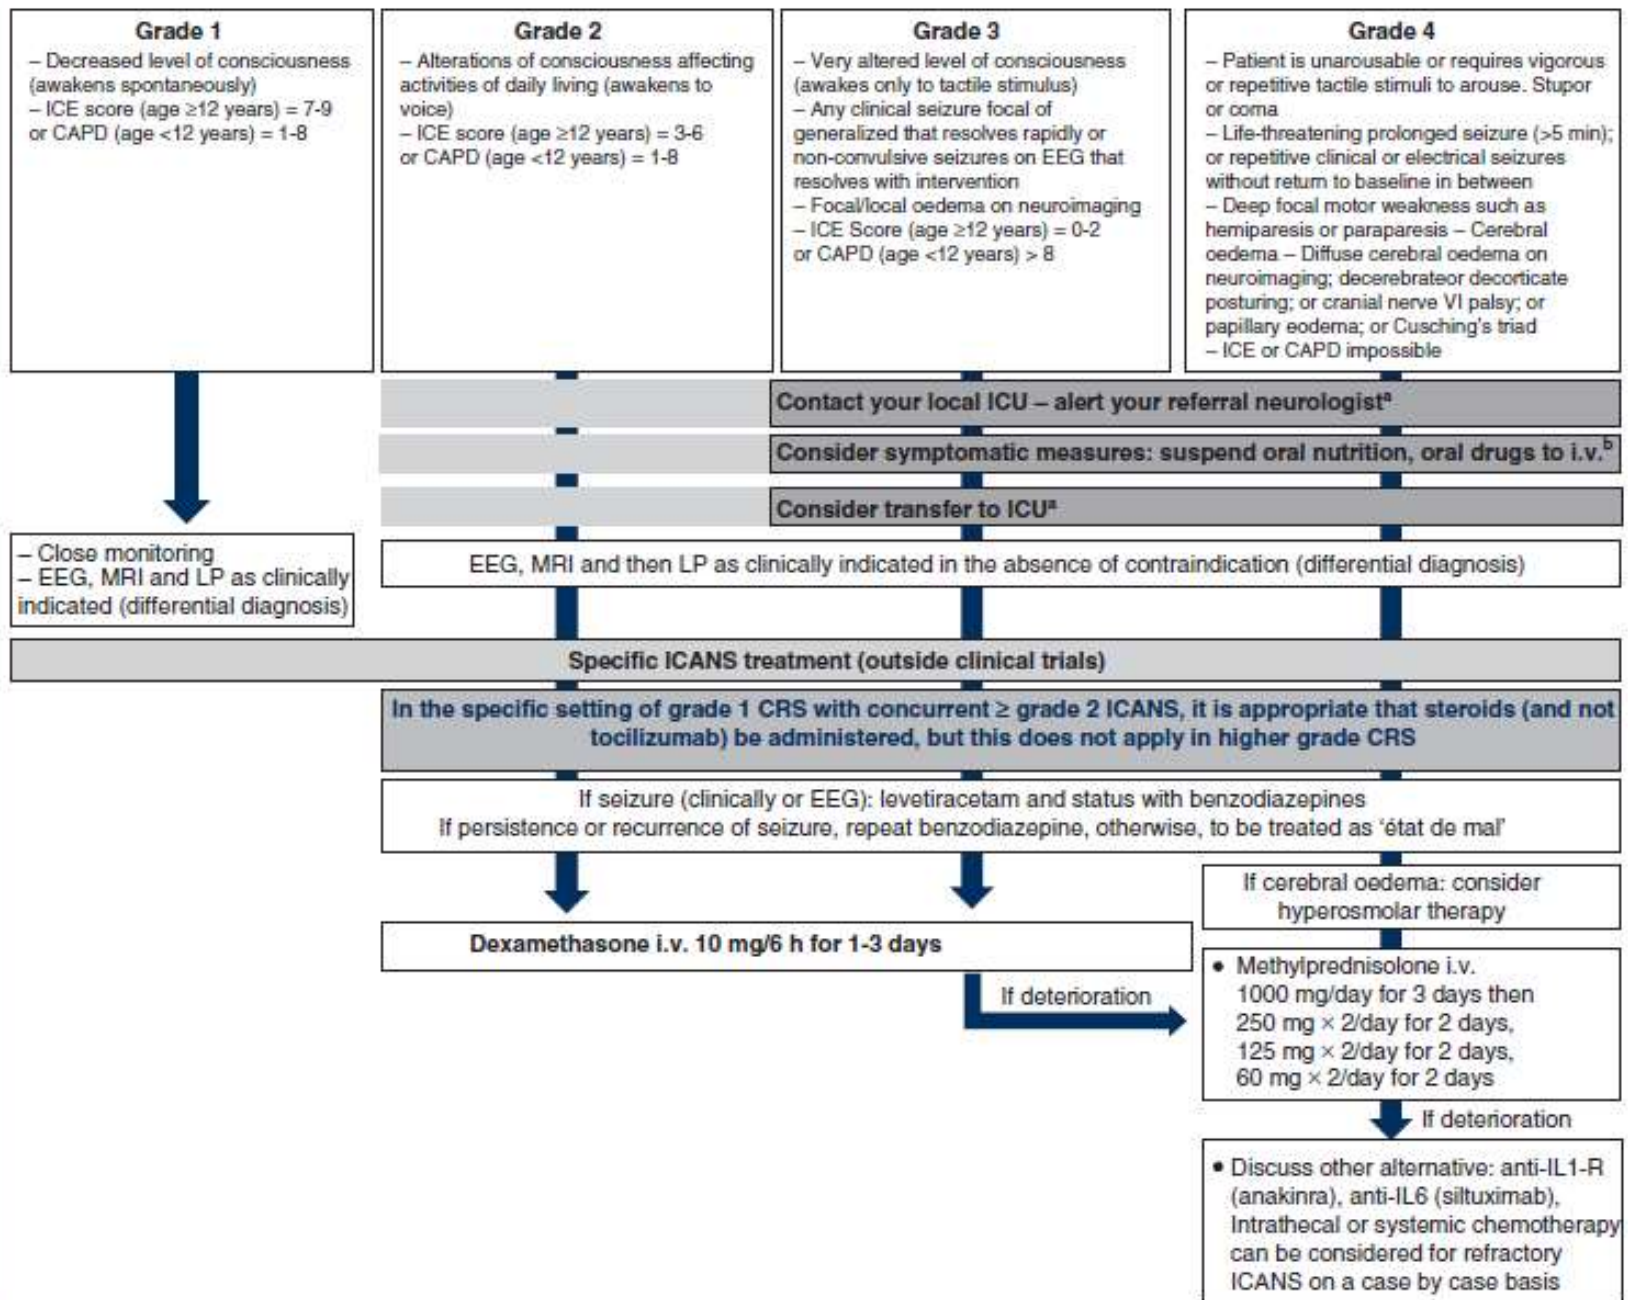 Grade 1
– Decreased level of consciousness
(awakens spontaneously)
– ICE score (age ≥12 years) = 7-9
or CAPD (age <12 years) = 1-8
Grade 2
– Alterations of consciousness affecting
activities of daily living (awakens to
voice)
– ICE score (age ≥12 years) = 3-6
or CAPD (age <12 years) = 1-8
Grade 3
– Very altered level of consciousness
(awakes only to tactile stimulus)
– Any clinical seizure focal of
generalized that resolves rapidly or
non-convulsive seizures on EEG that
resolves with intervention
– Focal/local oedema on neuroimaging
– ICE Score (age ≥12 years) = 0-2
or CAPD (age <12 years) > 8
Grade 4
– Patient is unarousable or requires vigorous
or repetitive tactile stimuli to arouse. Stupor
or coma
– Life-threatening prolonged seizure (>5 min);
or repetitive clinical or electrical seizures
without return to baseline in between
– Deep focal motor weakness such as
hemiparesis or paraparesis – Cerebral
oedema – Diffuse cerebral oedema on
neuroimaging; decerebrateor decorticate
posturing; or cranial nerve VI palsy; or
papillary eodema; or Cusching's triad
– ICE or CAPD impossible
Contact your local ICU – alert your referral neurologistᵃ
Consider symptomatic measures: suspend oral nutrition, oral drugs to i.v.ᵇ
Consider transfer to ICUᵃ
– Close monitoring
– EEG, MRI and LP as clinically
indicated (differential diagnosis)
EEG, MRI and then LP as clinically indicated in the absence of contraindication (differential diagnosis)
Specific ICANS treatment (outside clinical trials)
In the specific setting of grade 1 CRS with concurrent ≥ grade 2 ICANS, it is appropriate that steroids (and not
tocilizumab) be administered, but this does not apply in higher grade CRS
If seizure (clinically or EEG): levetiracetam and status with benzodiazepines
If persistence or recurrence of seizure, repeat benzodiazepine, otherwise, to be treated as 'état de mal'
If cerebral oedema: consider
hyperosmolar therapy
Dexamethasone i.v. 10 mg/6 h for 1-3 days
If deterioration
• Methylprednisolone i.v.
1000 mg/day for 3 days then
250 mg × 2/day for 2 days,
125 mg × 2/day for 2 days,
60 mg × 2/day for 2 days
If deterioration
• Discuss other alternative: anti-IL1-R
(anakinra), anti-IL6 (siltuximab),
Intrathecal or systemic chemotherapy
can be considered for refractory
ICANS on a case by case basis